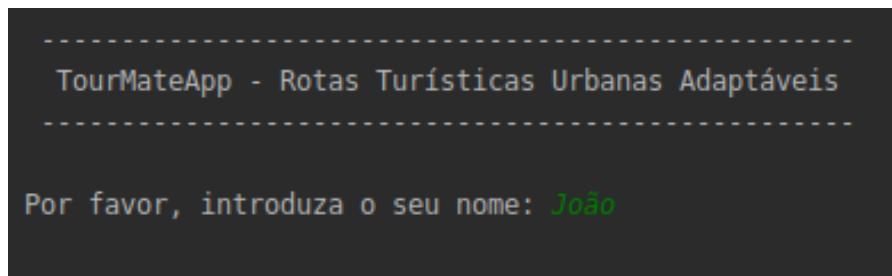 ----------------------------------------------------
TourMateApp - Rotas Turísticas Urbanas Adaptáveis
----------------------------------------------------
Por favor, introduza o seu nome: João